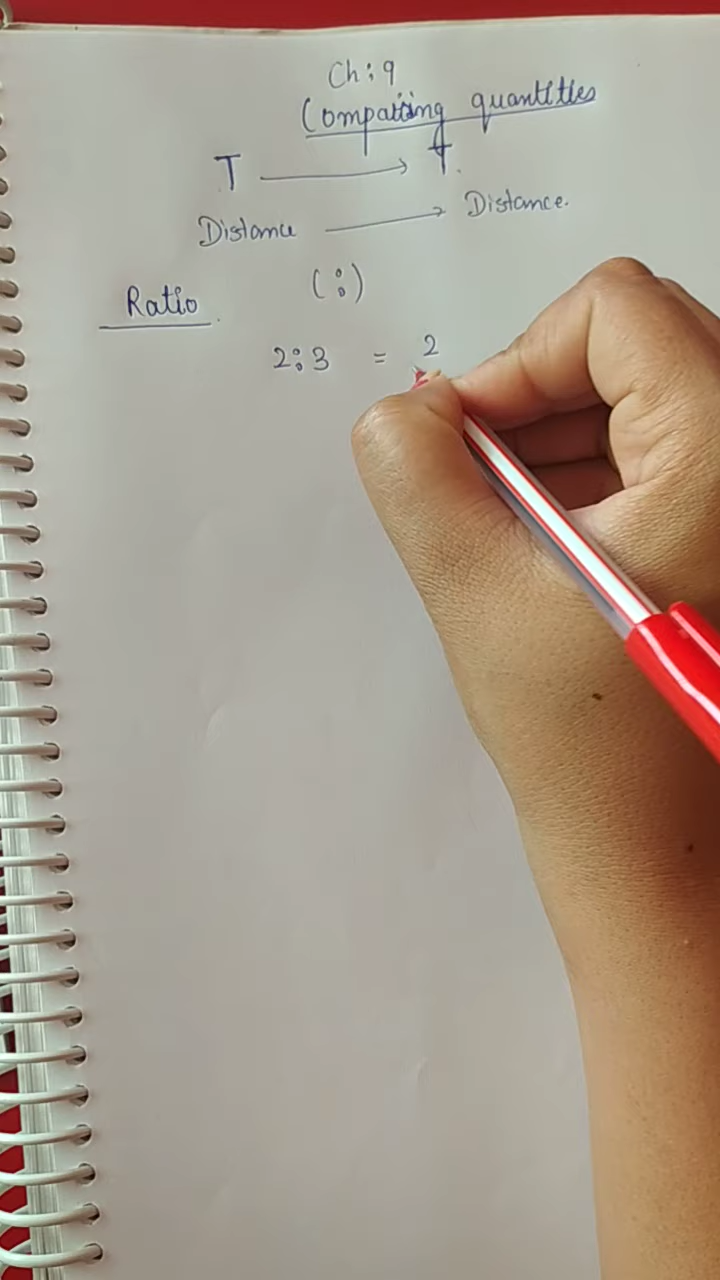 Ch:9
Comparing quantities
T → T.
Distance → Distance.
Ratio. (:)
2:3 = 2